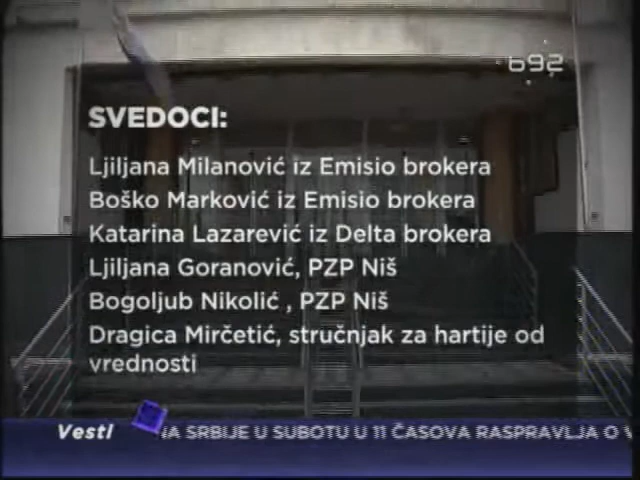 B92
SVEDOCI:
Ljiljana Milanović iz Emisio brokera
Boško Marković iz Emisio brokera
Katarina Lazarević iz Delta brokera
Ljiljana Goranović, PZP Niš
Bogoljub Nikolić , PZP Niš
Dragica Mirčetić, stručnjak za hartije od
vrednosti
Vesti
NA SRBIJE U SUBOTU U 11 ČASOVA RASPRAVLJA O V